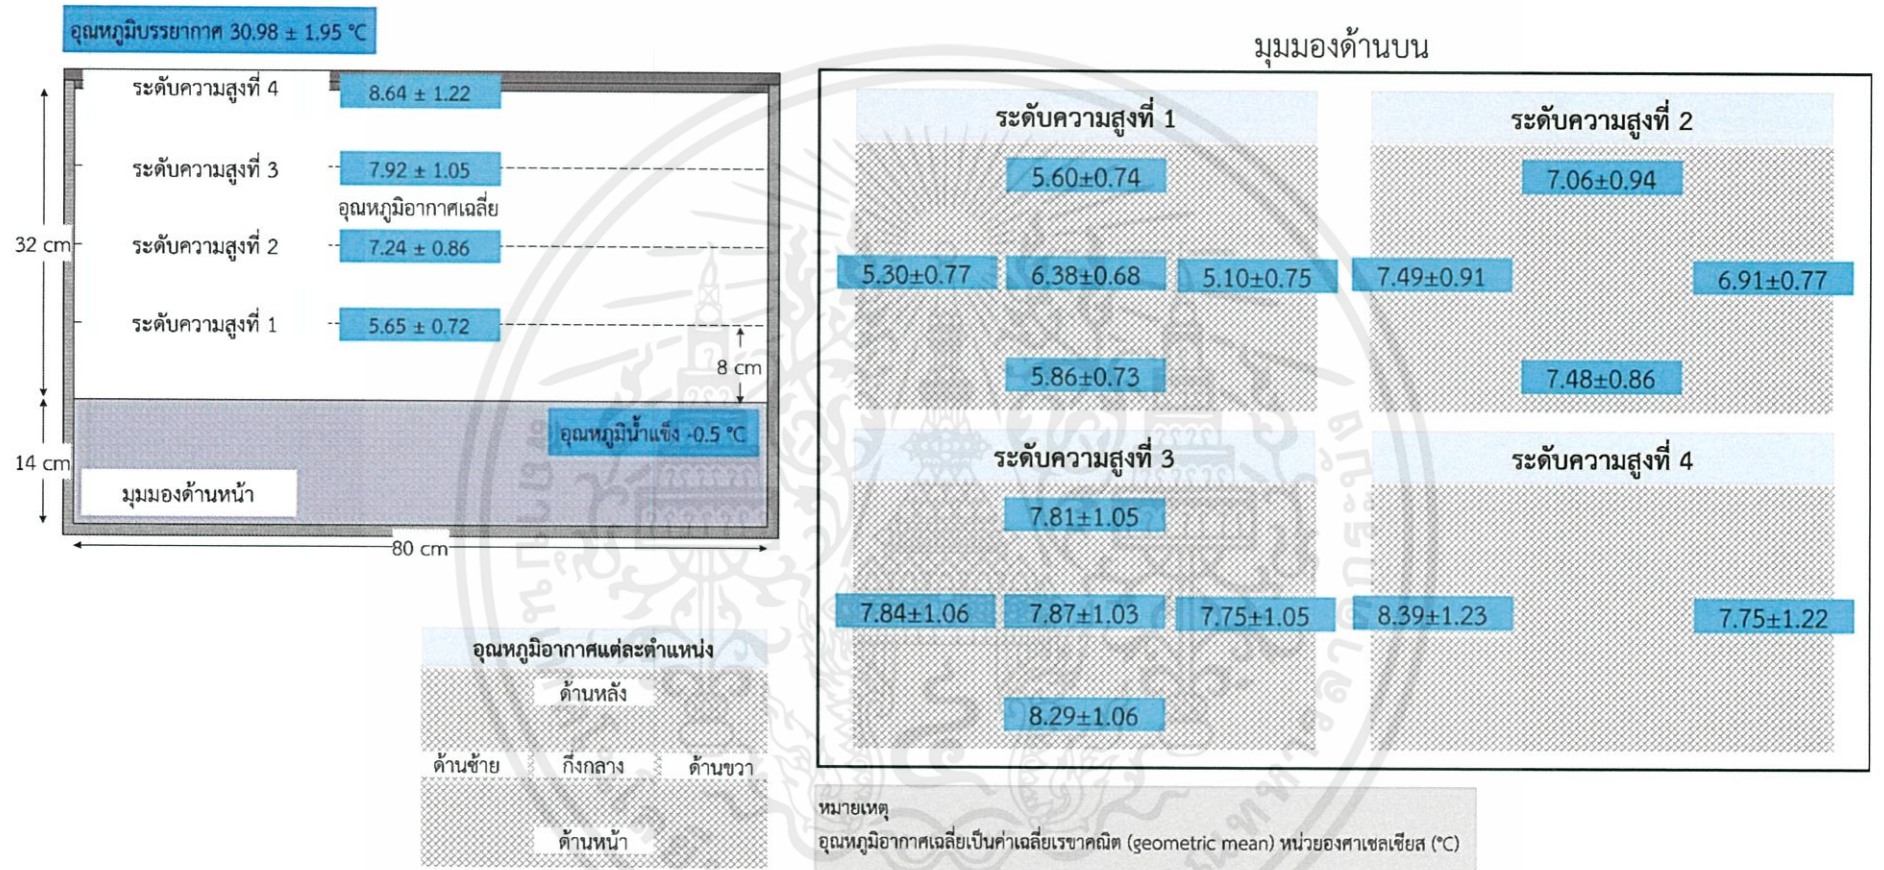 อุณหภูมิบรรยากาศ 30.98 ± 1.95 °C
ระดับความสูงที่ 4 8.64 ± 1.22
ระดับความสูงที่ 3 7.92 ± 1.05
อุณหภูมิอากาศเฉลี่ย
32 cm ระดับความสูงที่ 2 7.24 ± 0.86
ระดับความสูงที่ 1 5.65 ± 0.72
8 cm
อุณหภูมิน้ำแข็ง -0.5 °C
14 cm
มุมมองด้านหน้า
80 cm
มุมมองด้านบน
ระดับความสูงที่ 1
5.60±0.74
5.30±0.77 6.38±0.68 5.10±0.75
5.86±0.73
ระดับความสูงที่ 2
7.06±0.94
7.49±0.91 6.91±0.77
7.48±0.86
ระดับความสูงที่ 3
7.81±1.05
7.84±1.06 7.87±1.03 7.75±1.05
8.29±1.06
ระดับความสูงที่ 4
8.39±1.23 7.75±1.22
อุณหภูมิอากาศแต่ละตำแหน่ง
ด้านหลัง
ด้านซ้าย กึ่งกลาง ด้านขวา
ด้านหน้า
หมายเหตุ
อุณหภูมิอากาศเฉลี่ยเป็นค่าเฉลี่ยเรขาคณิต (geometric mean) หน่วยองศาเซลเซียส (°C)